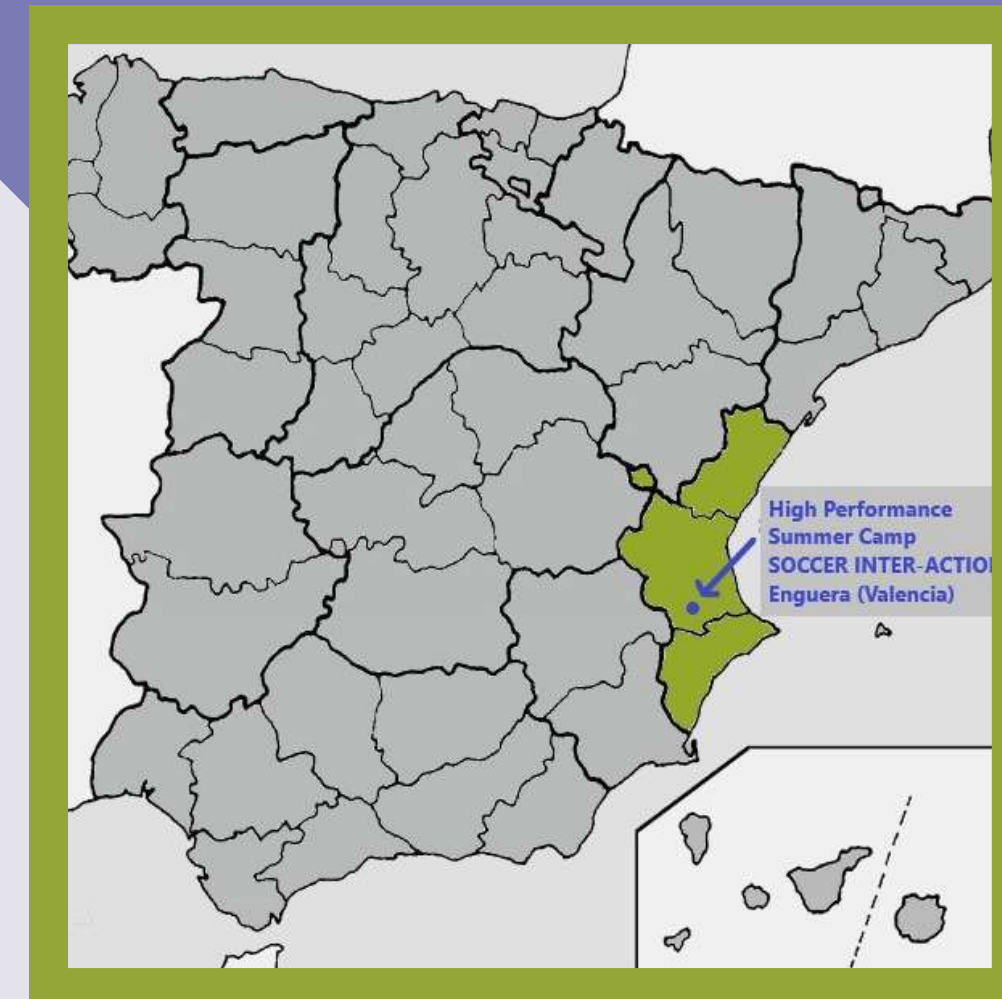 High Performance
Summer Camp
SOCCER INTER-ACTIO
Enguera (Valencia)